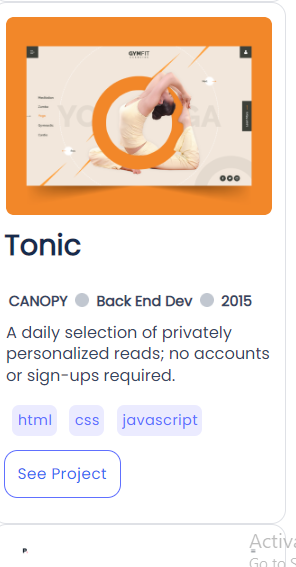 GYMFIT
YOGA
Tonic
CANOPY Back End Dev 2015
A daily selection of privately
personalized reads; no accounts
or sign-ups required.
html css javascript
See Project
Activa
Go to S